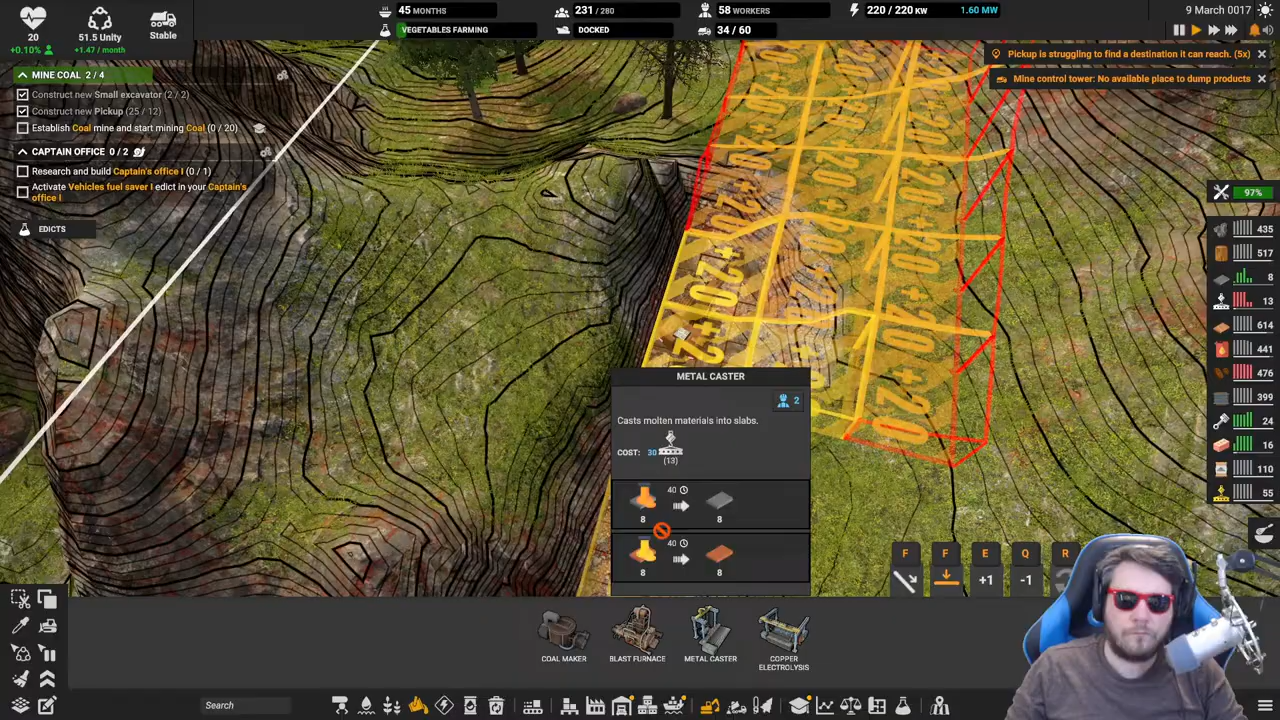 45 MONTHS
231 / 280
58 WORKERS
220 / 220 KW
1.60 MW
9 March 0017
20
+0.10%
51.5 Unity
+1.47 / month
Stable
VEGETABLES FARMING
DOCKED
34 / 60
Pickup is struggling to find a destination it can reach. (5x)
Mine control tower: No available place to dump products
MINE COAL 2 / 4
Construct new Small excavator (2 / 2)
Construct new Pickup (25 / 12)
Establish Coal mine and start mining Coal (0 / 20)
CAPTAIN OFFICE 0 / 2
Research and build Captain's office I (0 / 1)
Activate Vehicles fuel saver I edict in your Captain's
office I
EDICTS
97%
435
517
8
13
614
441
476
399
24
16
110
55
METAL CASTER
2
Casts molten materials into slabs.
COST: 30
(13)
40
8
8
40
8
8
F
F
E
Q
R
+1
-1
COAL MAKER
BLAST FURNACE
METAL CASTER
COPPER
ELECTROLYSIS
Search